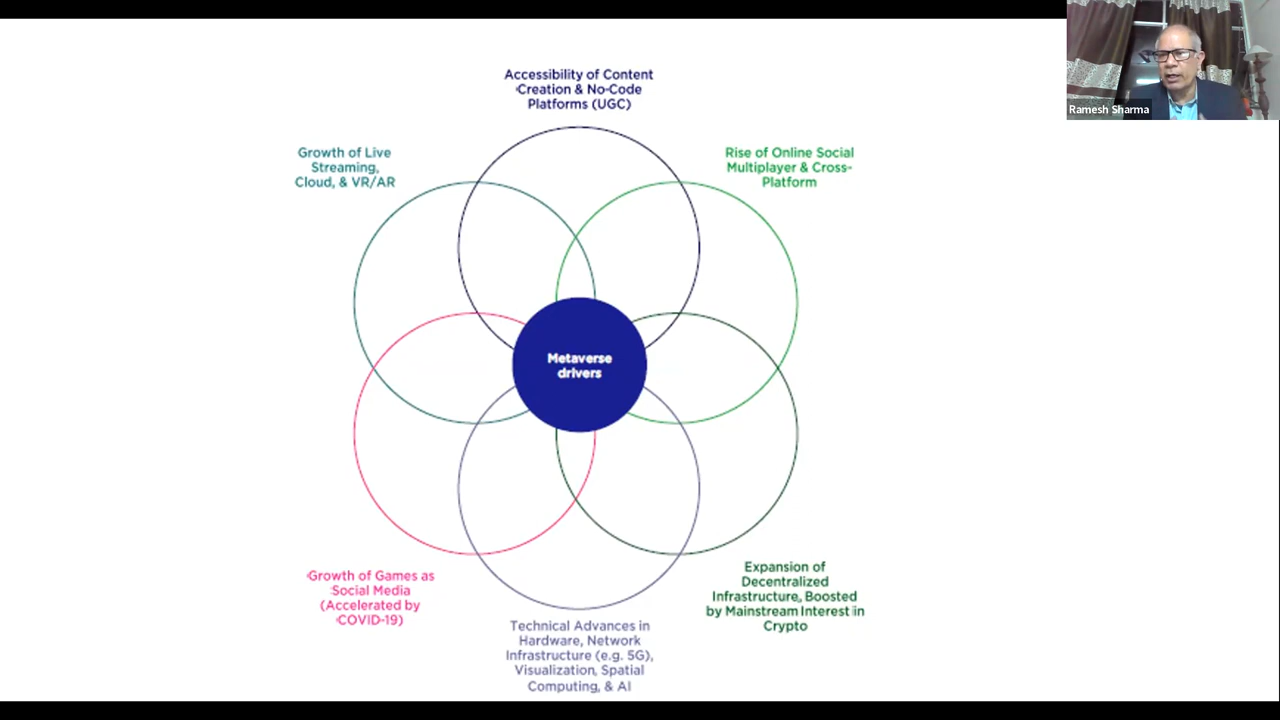 Accessibility of Content
Creation & No-Code
Platforms (UGC)
Growth of Live
Streaming,
Cloud, & VR/AR
Rise of Online Social
Multiplayer & Cross-
Platform
Metaverse
drivers
Growth of Games as
Social Media
(Accelerated by
COVID-19)
Technical Advances in
Hardware, Network
Infrastructure (e.g. 5G),
Visualization, Spatial
Computing, & AI
Expansion of
Decentralized
Infrastructure, Boosted
by Mainstream Interest in
Crypto
Ramesh Sharma